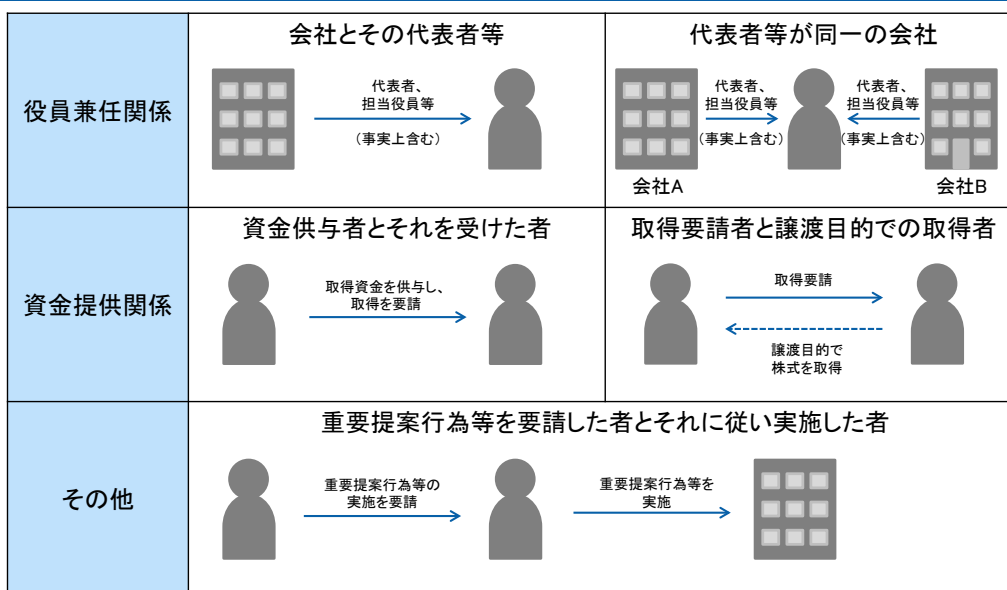 役員兼任関係
会社とその代表者等
代表者、
担当役員等
（事実上含む）
代表者等が同一の会社
代表者、
担当役員等
（事実上含む）
代表者、
担当役員等
（事実上含む）
会社A
会社B
資金提供関係
資金供与者とそれを受けた者
取得資金を供与し、
取得を要請
取得要請者と譲渡目的での取得者
取得要請
譲渡目的で
株式を取得
その他
重要提案行為等を要請した者とそれに従い実施した者
重要提案行為等の
実施を要請
重要提案行為等を
実施